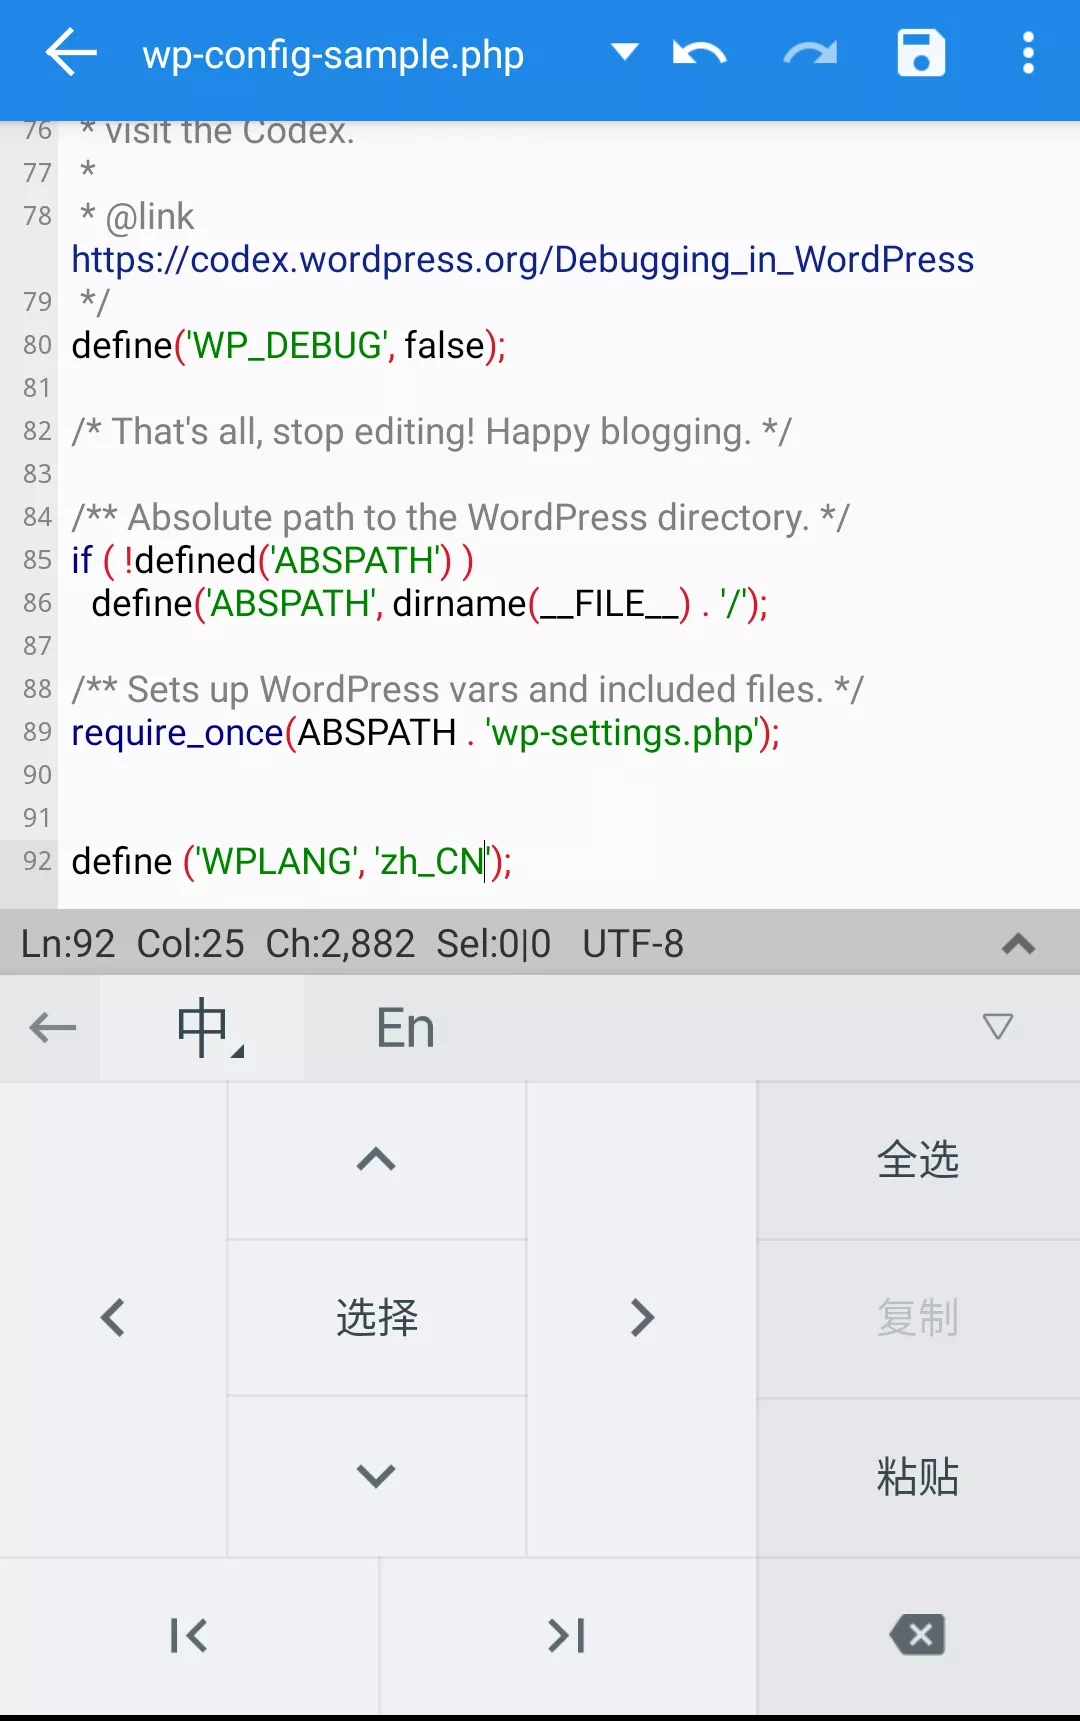 wp-config-sample.php
76 * visit the Codex.
77 *
78 * @link
https://codex.wordpress.org/Debugging_in_WordPress
79 */
80 define('WP_DEBUG', false);
81
82 /* That's all, stop editing! Happy blogging. */
83
84 /** Absolute path to the WordPress directory. */
85 if ( !defined('ABSPATH') )
86 define('ABSPATH', dirname(__FILE__) . '/');
87
88 /** Sets up WordPress vars and included files. */
89 require_once(ABSPATH . 'wp-settings.php');
90
91
92 define ('WPLANG', 'zh_CN');
Ln:92 Col:25 Ch:2,882 Sel:0|0 UTF-8
中 En
全选
选择
复制
粘贴